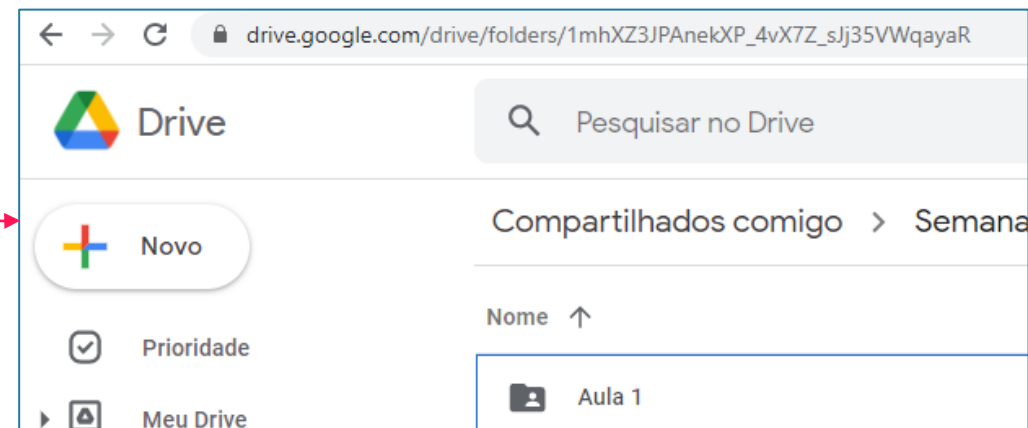 drive.google.com/drive/folders/1mhXZ3JPAnekXP_4vX7Z_sJj35VWqayaR
Drive
Pesquisar no Drive
Compartilhados comigo > Semana
Novo
Nome ↑
Prioridade
Aula 1
Meu Drive